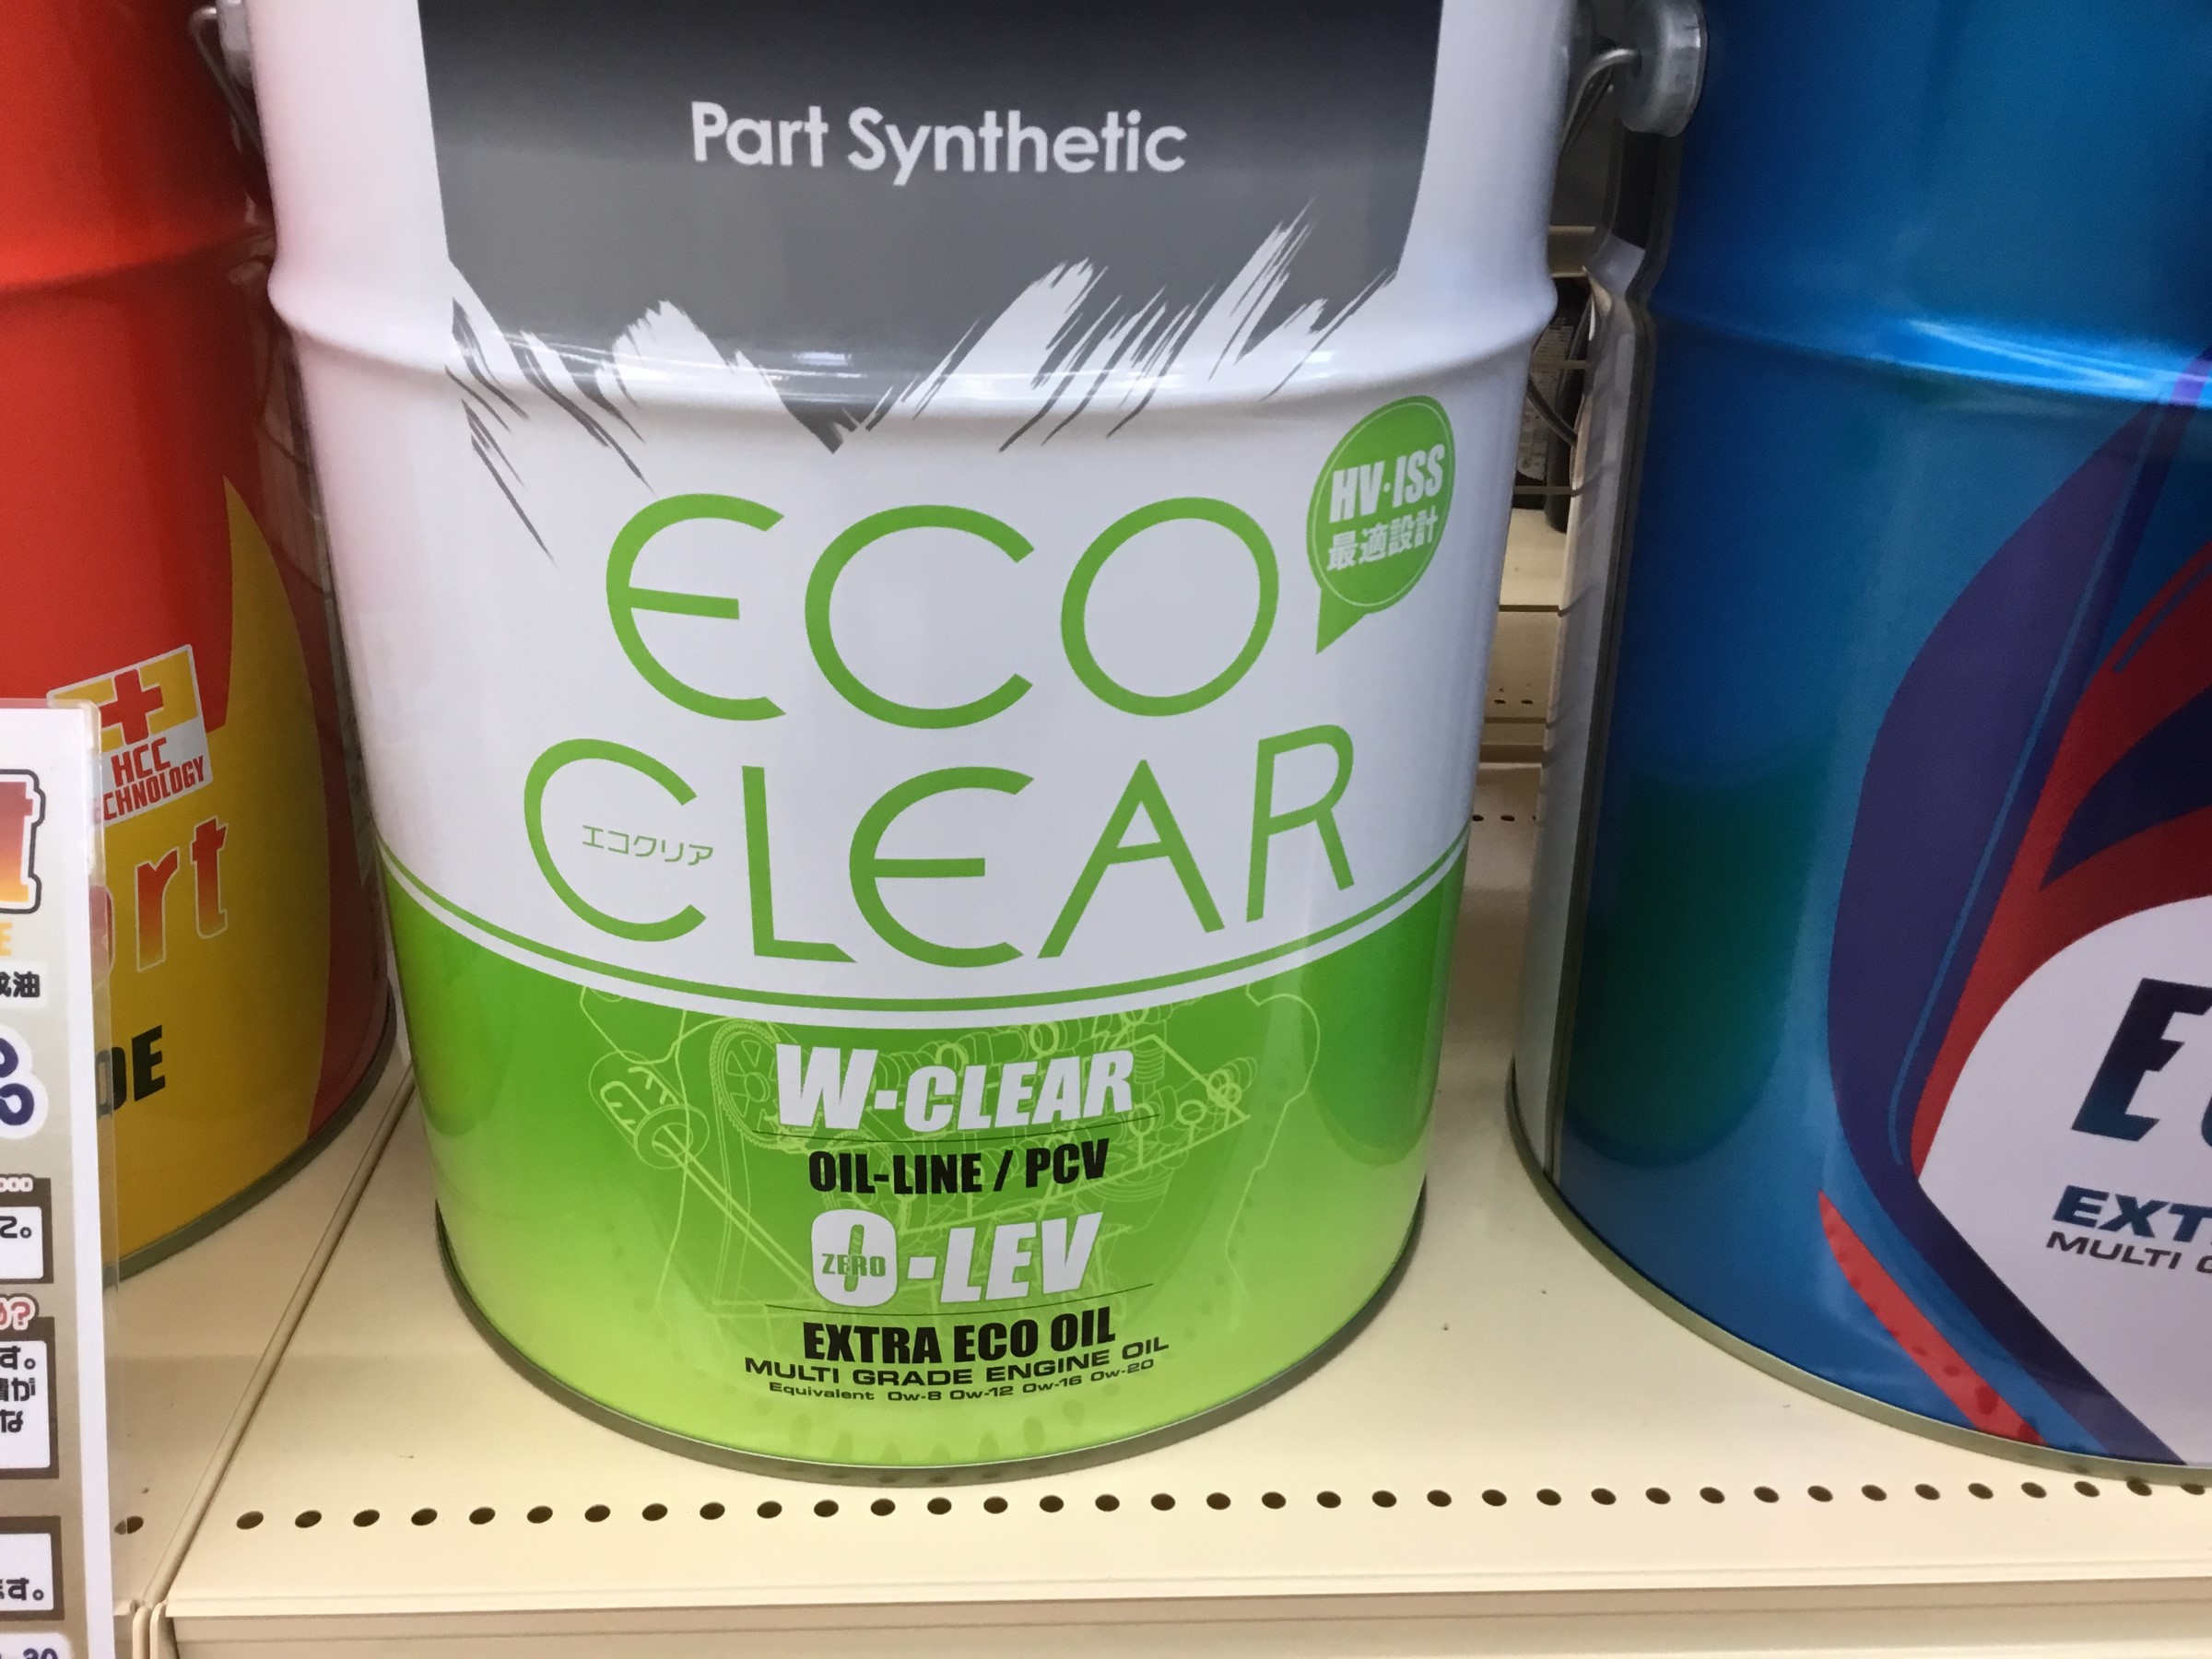 Part Synthetic
HV·ISS
最適設計
ECO
CLEAR
エコクリア
W-CLEAR
OIL-LINE / PCV
0-LEV
ZERO
EXTRA ECO OIL
MULTI GRADE ENGINE OIL
Equivalent 0w-8 0w-12 0w-16 0w-20
HCC
MULTI
す。